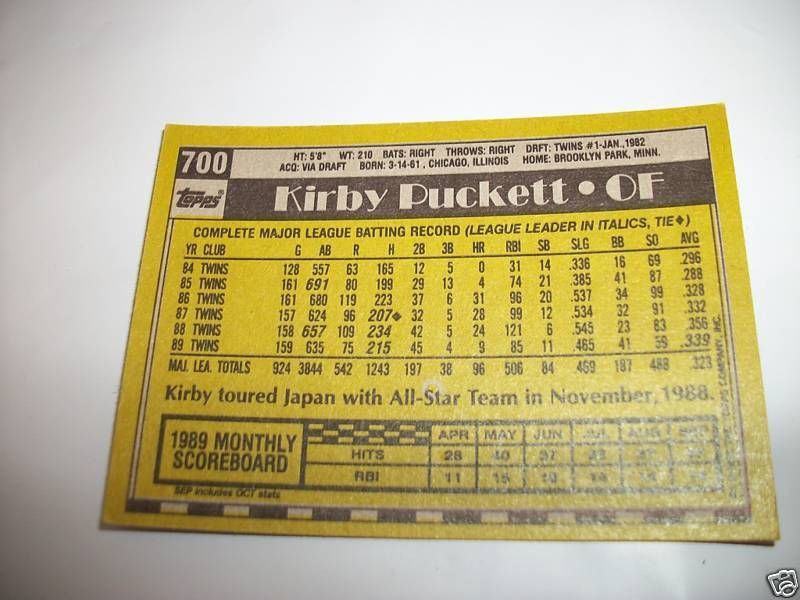 700
HT: 5'8" WT: 210 BATS: RIGHT THROWS: RIGHT DRFT: TWINS #1-JAN.,1982
ACQ: VIA DRAFT BORN: 3-14-61, CHICAGO, ILLINOIS HOME: BROOKLYN PARK, MINN.
Topps®
Kirby Puckett • OF
COMPLETE MAJOR LEAGUE BATTING RECORD (LEAGUE LEADER IN ITALICS, TIE♦)
YR CLUB G AB R H 2B 3B HR RBI SB SLG BB SO AVG
84 TWINS 128 557 63 165 12 5 0 31 14 .336 16 69 .296
85 TWINS 161 691 80 199 29 13 4 74 21 .385 41 87 .288
86 TWINS 161 680 119 223 37 6 31 96 20 .537 34 99 .328
87 TWINS 157 624 96 207♦ 32 5 28 99 12 .534 32 91 .332
88 TWINS 158 657 109 234 42 5 24 121 6 .545 23 83 .356
89 TWINS 159 635 75 215 45 4 9 85 11 .465 41 59 .339
MAJ. LEA. TOTALS 924 3844 542 1243 197 38 96 506 84 .469 187 488 .323
Kirby toured Japan with All-Star Team in November, 1988.
1989 MONTHLY SCOREBOARD
APR MAY JUN JUL AUG
HITS 28 40 37
RBI 11 15
SEP includes OCT stats
COMPANY, INC.